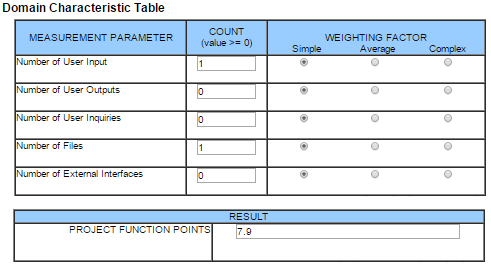 Domain Characteristic Table
MEASUREMENT PARAMETER
COUNT
(value >= 0)
WEIGHTING FACTOR
Simple Average Complex
Number of User Input 1
Number of User Outputs 0
Number of User Inquiries 0
Number of Files 1
Number of External Interfaces 0
RESULT
PROJECT FUNCTION POINTS 7.9